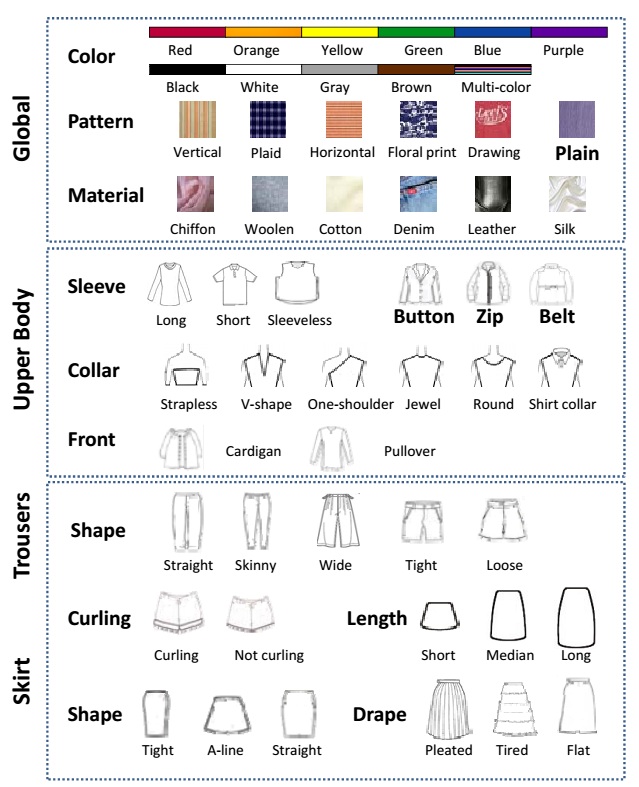 Global
Color
Red Orange Yellow Green Blue Purple
Black White Gray Brown Multi-color
Pattern
Vertical Plaid Horizontal Floral print Drawing Plain
Material
Chiffon Woolen Cotton Denim Leather Silk
Upper Body
Sleeve
Long Short Sleeveless Button Zip Belt
Collar
Strapless V-shape One-shoulder Jewel Round Shirt collar
Front
Cardigan Pullover
Trousers
Shape
Straight Skinny Wide Tight Loose
Curling
Curling Not curling
Length
Short Median Long
Skirt
Shape
Tight A-line Straight
Drape
Pleated Tired Flat